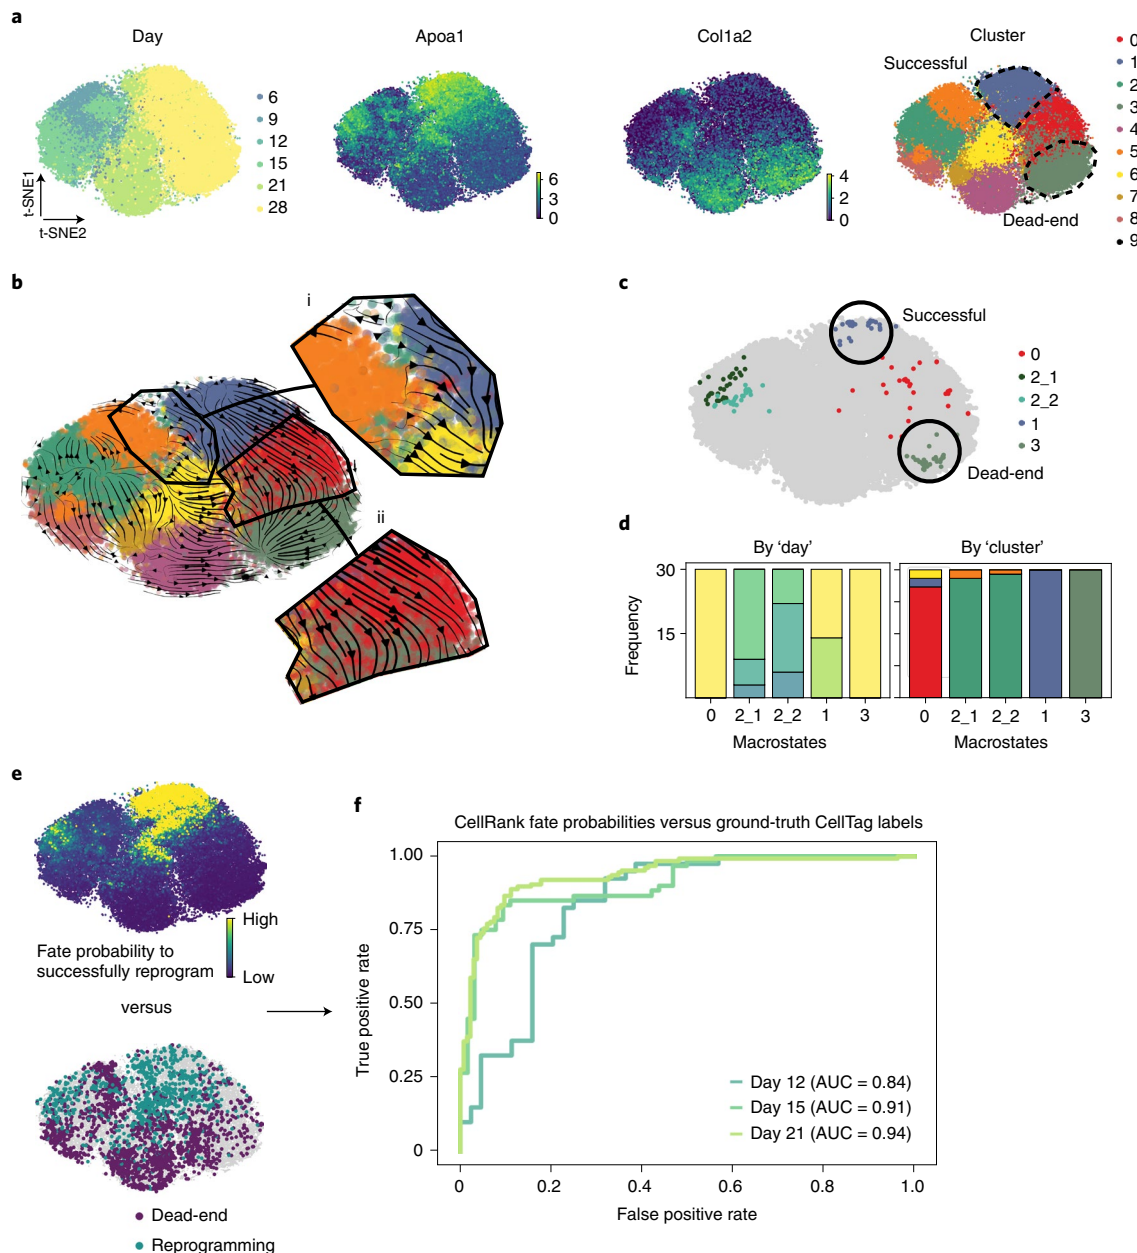 a
Day
Apoa1
Col1a2
Cluster
Successful
Dead-end
t-SNE1
t-SNE2
6
9
12
15
21
28
6
3
0
4
2
0
0
1
2
3
4
5
6
7
8
9
b
i
ii
c
Successful
Dead-end
0
2_1
2_2
1
3
d
By ‘day’
By ‘cluster’
Frequency
30
15
0
2_1
2_2
1
3
0
2_1
2_2
1
3
Macrostates
Macrostates
e
High
Low
Fate probability to
successfully reprogram
versus
Dead-end
Reprogramming
f
CellRank fate probabilities versus ground-truth CellTag labels
True positive rate
1.00
0.75
0.50
0.25
0
Day 12 (AUC = 0.84)
Day 15 (AUC = 0.91)
Day 21 (AUC = 0.94)
0
0.2
0.4
0.6
0.8
1.0
False positive rate